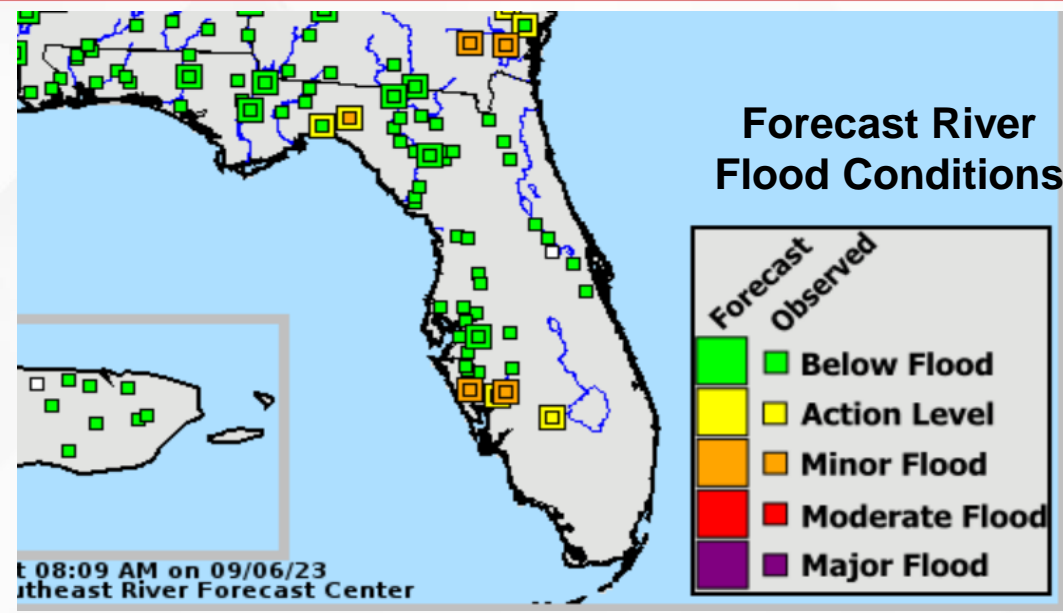 Forecast River
Flood Conditions
Forecast
Observed
Below Flood
Action Level
Minor Flood
Moderate Flood
Major Flood
t 08:09 AM on 09/06/23
utheast River Forecast Center